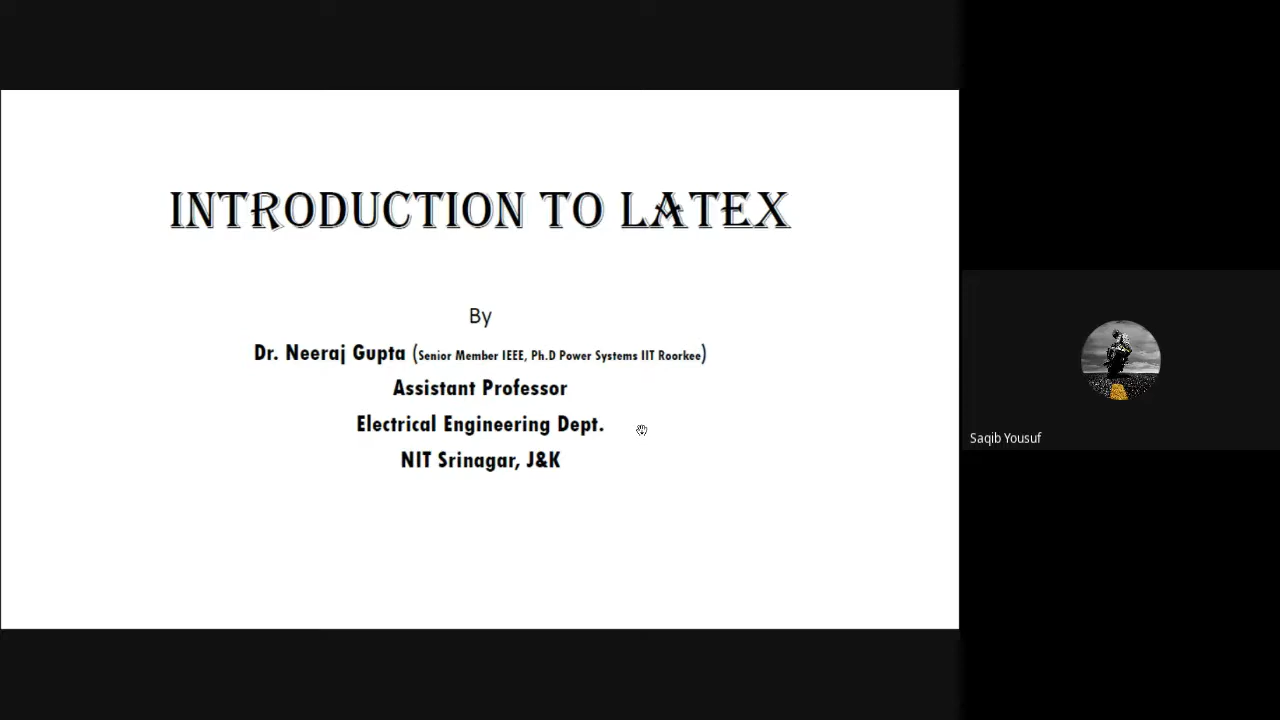 INTRODUCTION TO LATEX
By
Dr. Neeraj Gupta (Senior Member IEEE, Ph.D Power Systems IIT Roorkee)
Assistant Professor
Electrical Engineering Dept.
NIT Srinagar, J&K
Saqib Yousuf